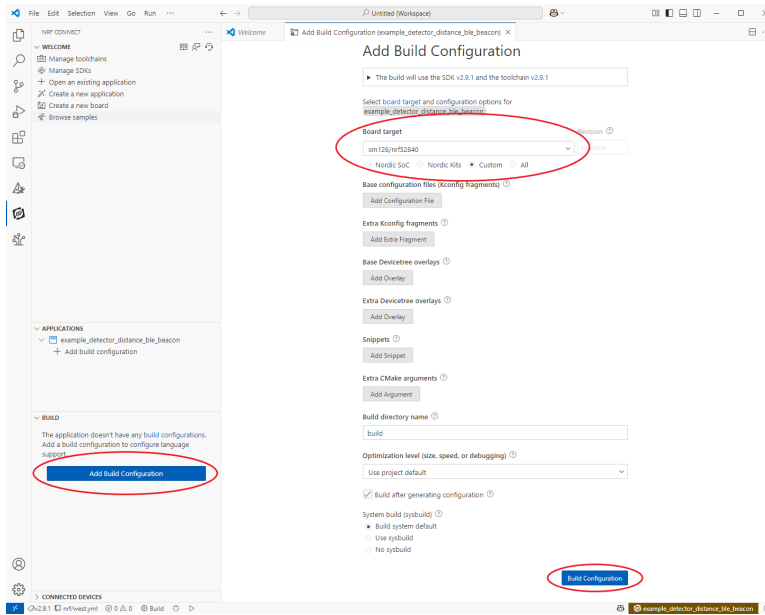 File Edit Selection View Go Run ···
Untitled (Workspace)
NRF CONNECT
WELCOME
Manage toolchains
Manage SDKs
Open an existing application
Create a new application
Create a new board
Browse samples
APPLICATIONS
example_detector_distance_ble_beacon
Add build configuration
BUILD
The application doesn't have any build configurations.
Add a build configuration to configure language
support.
Add Build Configuration
CONNECTED DEVICES
Welcome
Add Build Configuration (example_detector_distance_ble_beacon)
Add Build Configuration
The build will use the SDK v2.9.1 and the toolchain v2.9.1
Select board target and configuration options for
example_detector_distance_ble_beacon:
Board target
Revision
xm126/nrf52840
Nordic SoC Nordic Kits Custom All
Base configuration files (Kconfig fragments)
Add Configuration File
Extra Kconfig fragments
Add Extra Fragment
Base Devicetree overlays
Add Overlay
Extra Devicetree overlays
Add Overlay
Snippets
Add Snippet
Extra CMake arguments
Add Argument
Build directory name
build
Optimization level (size, speed, or debugging)
Use project default
Build after generating configuration
System build (sysbuild)
Build system default
Use sysbuild
No sysbuild
Build Configuration
v2.9.1 nrf/west.yml 0 0 0 Build
example_detector_distance_ble_beacon